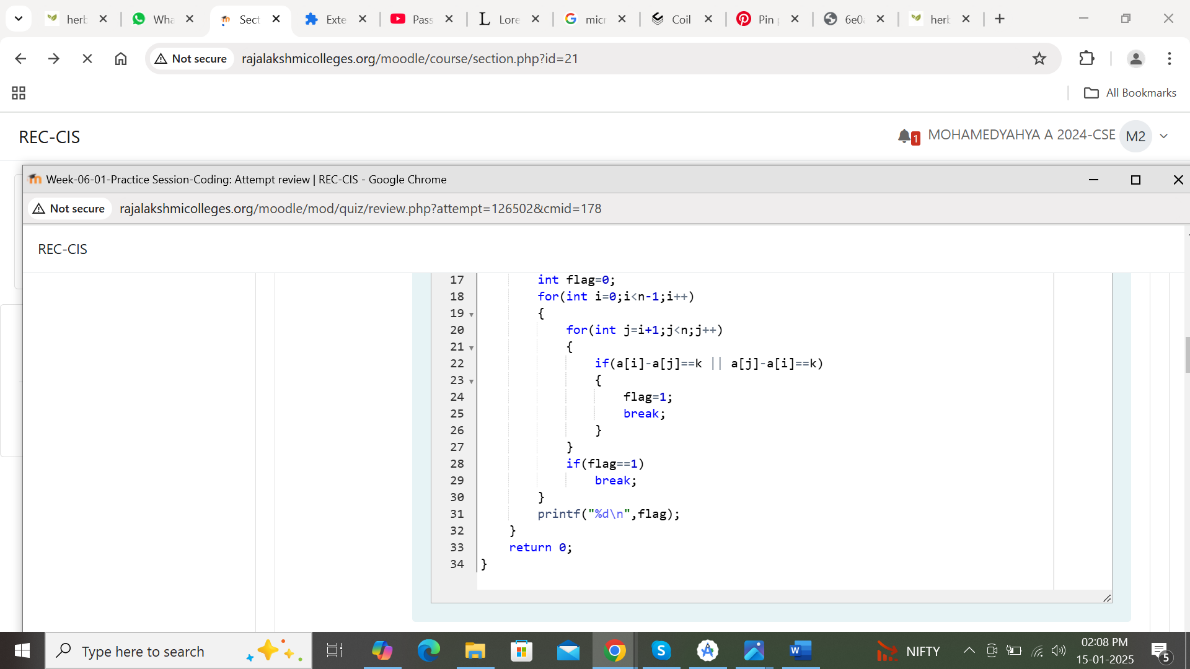 herl
Wha
Sect
Exte
Pass
Lore
micr
Coil
Pin
6e0
herl
Not secure
rajalakshmicolleges.org/moodle/course/section.php?id=21
All Bookmarks
REC-CIS
1
MOHAMEDYAHYA A 2024-CSE
M2
Week-06-01-Practice Session-Coding: Attempt review | REC-CIS - Google Chrome
Not secure
rajalakshmicolleges.org/moodle/mod/quiz/review.php?attempt=126502&cmid=178
REC-CIS
17 int flag=0;
18 for(int i=0;i<n-1;i++)
19 {
20 for(int j=i+1;j<n;j++)
21 {
22 if(a[i]-a[j]==k || a[j]-a[i]==k)
23 {
24 flag=1;
25 break;
26 }
27 }
28 if(flag==1)
29 break;
30 }
31 printf("%d\n",flag);
32 }
33 return 0;
34 }
Type here to search
NIFTY
02:08 PM
15-01-2025
5